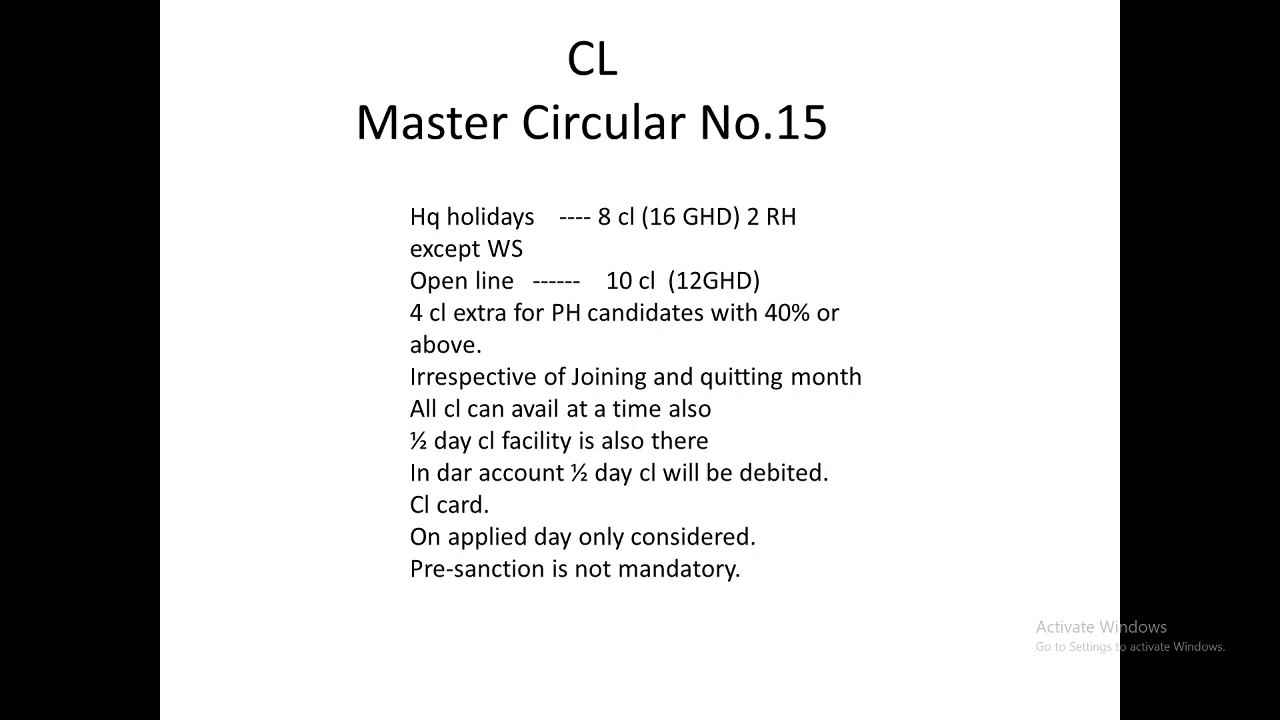 CL
Master Circular No.15
Hq holidays ---- 8 cl (16 GHD) 2 RH
except WS
Open line ------ 10 cl (12GHD)
4 cl extra for PH candidates with 40% or
above.
Irrespective of Joining and quitting month
All cl can avail at a time also
½ day cl facility is also there
In dar account ½ day cl will be debited.
Cl card.
On applied day only considered.
Pre-sanction is not mandatory.
Activate Windows
Go to Settings to activate Windows.